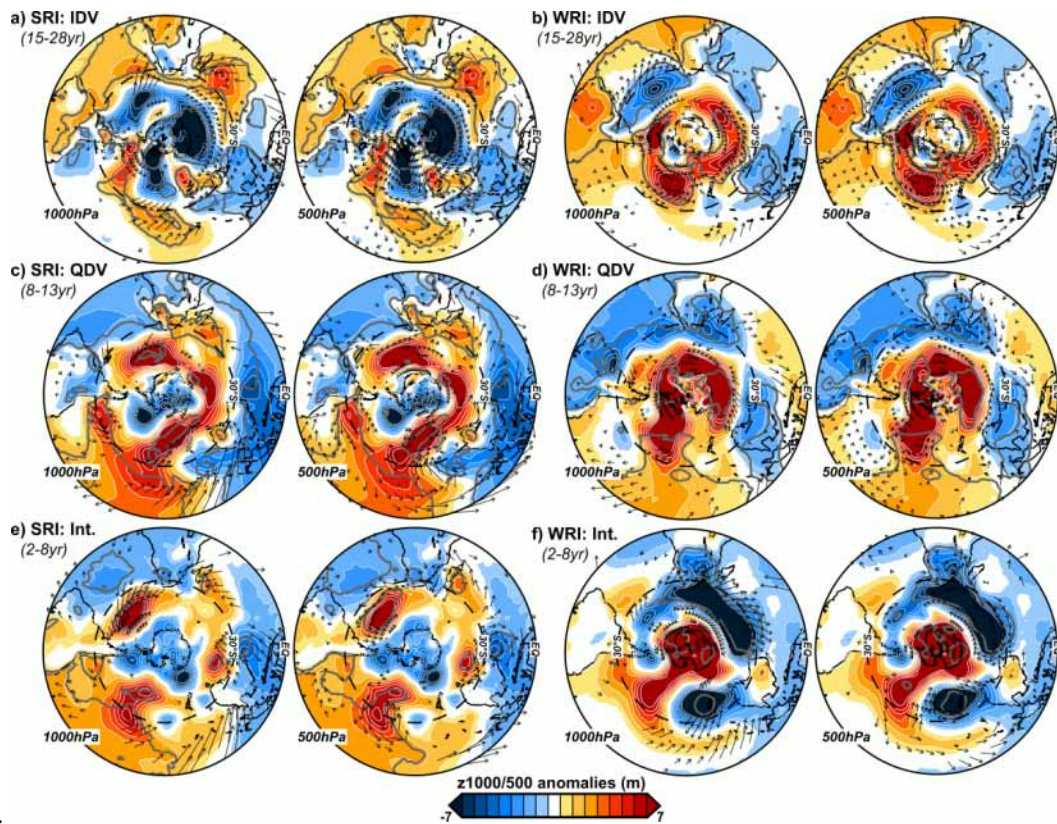 a) SRI: IDV
(15-28yr)
30°S
EQ
1000hPa
500hPa
b) WRI: IDV
(15-28yr)
30°S
EQ
1000hPa
500hPa
c) SRI: QDV
(8-13yr)
30°S
EQ
1000hPa
500hPa
d) WRI: QDV
(8-13yr)
30°S
EQ
1000hPa
500hPa
e) SRI: Int.
(2-8yr)
30°S
EQ
1000hPa
500hPa
f) WRI: Int.
(2-8yr)
30°S
EQ
1000hPa
500hPa
z1000/500 anomalies (m)
-7
7